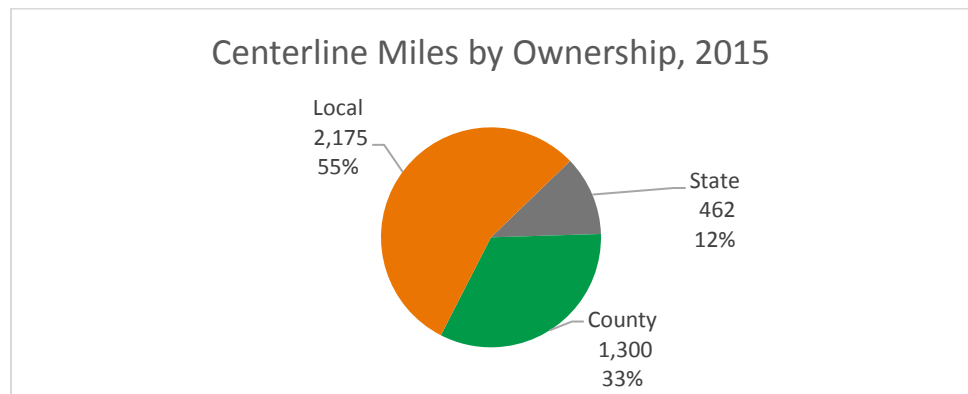 Centerline Miles by Ownership, 2015
Local
2,175
55%
State
462
12%
County
1,300
33%